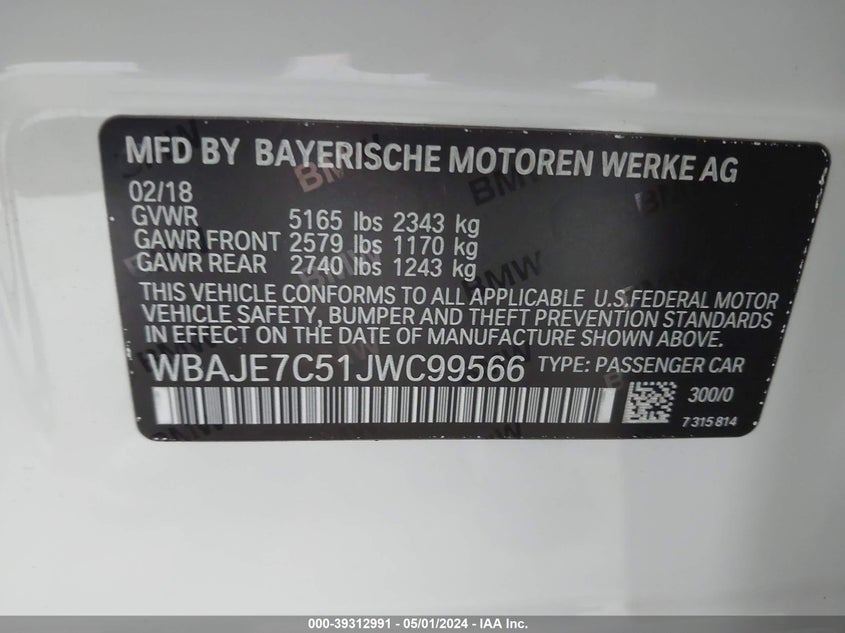 MFD BY BAYERISCHE MOTOREN WERKE AG
02/18
GVWR 5165 lbs 2343 kg
GAWR FRONT 2579 lbs 1170 kg
GAWR REAR 2740 lbs 1243 kg
THIS VEHICLE CONFORMS TO ALL APPLICABLE U.S.FEDERAL MOTOR
VEHICLE SAFETY, BUMPER AND THEFT PREVENTION STANDARDS
IN EFFECT ON THE DATE OF MANUFACTURE SHOWN ABOVE.
WBAJE7C51JWC99566 TYPE: PASSENGER CAR
300/0
7 315 814
000-39312991 - 05/01/2024 - IAA, Inc.